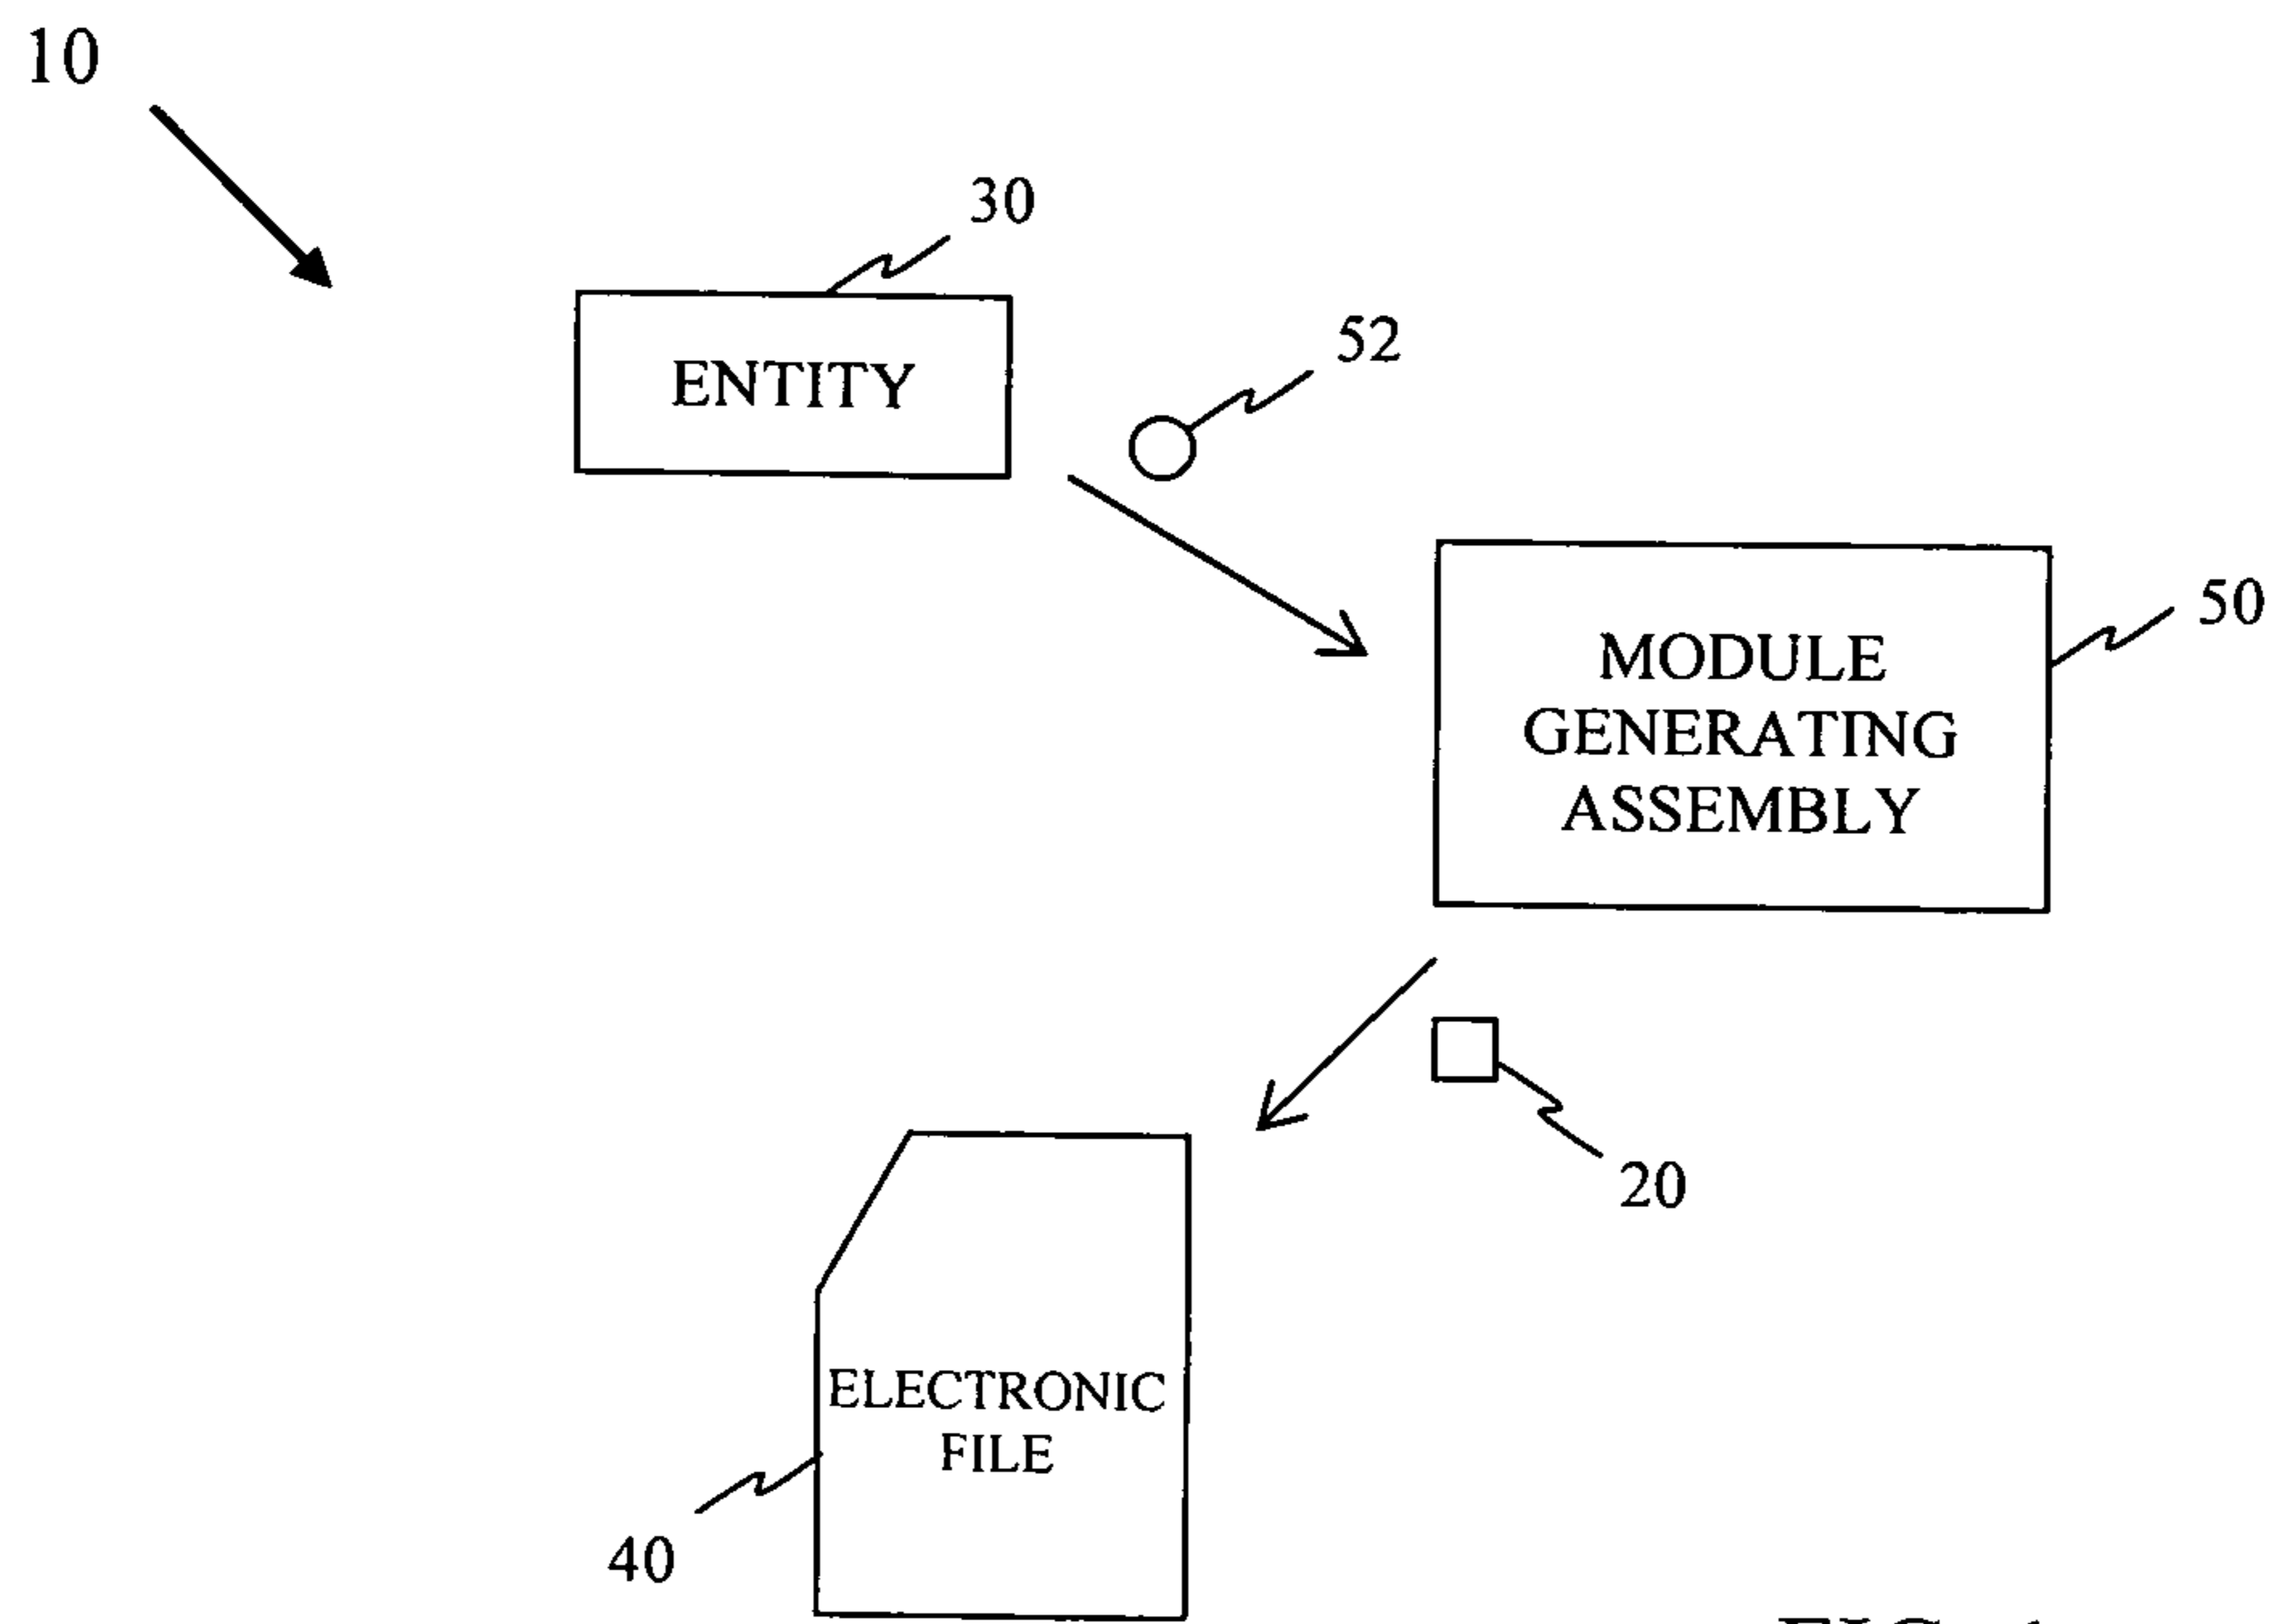 10
30
ENTITY
52
50
MODULE
GENERATING
ASSEMBLY
20
ELECTRONIC
FILE
40